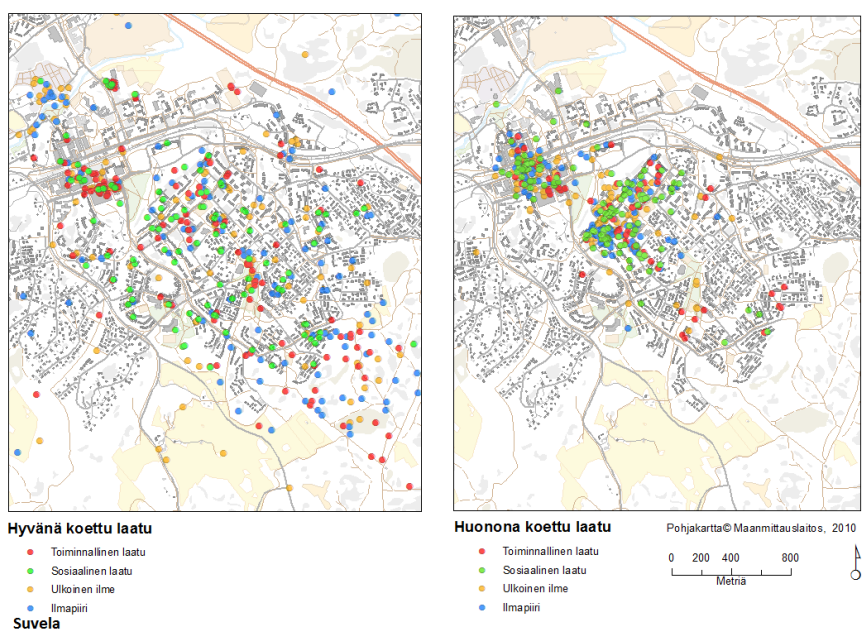 Hyvänä koettu laatu
Toiminnallinen laatu
Sosiaalinen laatu
Ulkoinen ilme
Ilmapiiri
Suvela
Huonona koettu laatu
Toiminnallinen laatu
Sosiaalinen laatu
Ulkoinen ilme
Ilmapiiri
Pohjakartta© Maanmittauslaitos, 2010
0 200 400 800
Metriä